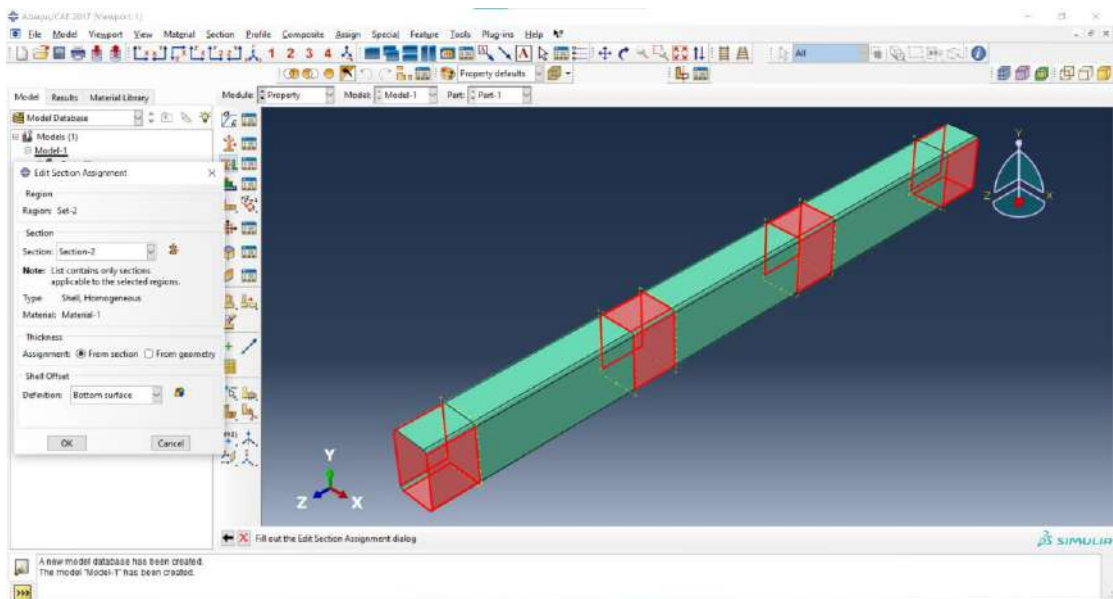 Abaqus/CAE 2017 [Viewport: 1]
File Model Viewport View Material Section Profile Composite Assign Special Feature Tools Plug-ins Help
1 2 3 4 All
Property defaults
Model Results Material Library Module: Property Model: Model-1 Part: Part-1
Model Database
Models (1)
Model-1
Edit Section Assignment
Region
Region: Set-2
Section
Section: Section-2
Note: List contains only sections
applicable to the selected regions.
Type: Shell, Homogeneous
Material: Material-1
Thickness
Assignment: From section From geometry
Shell Offset
Definition: Bottom surface
OK Cancel
Y
Z X
Y
Z X
Fill out the Edit Section Assignment dialog
SIMULIA
A new model database has been created.
The model "Model-1" has been created.
>>>